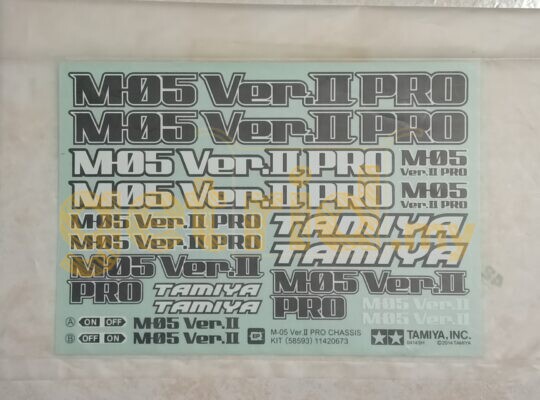 M-05 Ver.II PRO
M-05 Ver.II PRO
M-05 Ver.II PRO
M-05
Ver.II PRO
M-05 Ver.II PRO
M-05
Ver.II PRO
M-05 Ver.II PRO
M-05 Ver.II PRO
TAMIYA
TAMIYA
M-05 Ver.II
PRO
TAMIYA
TAMIYA
M-05 Ver.II
PRO
M-05 Ver.II
M-05 Ver.II
A ON OFF M-05 Ver.II
B OFF ON M-05 Ver.II
M-05 Ver.II PRO CHASSIS
KIT (58593) 11420673
TAMIYA, INC.
©2014 TAMIYA